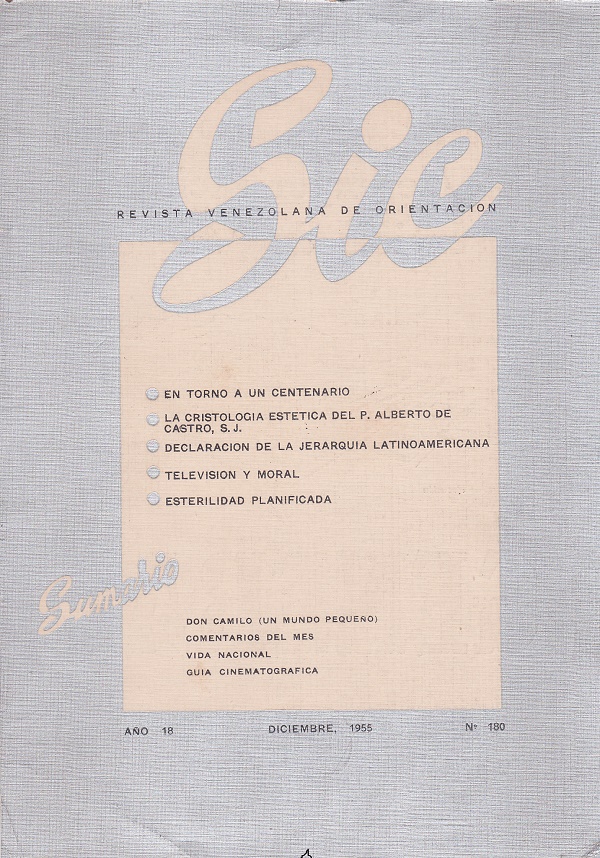 Sic
REVISTA VENEZOLANA DE ORIENTACION
EN TORNO A UN CENTENARIO
LA CRISTOLOGIA ESTETICA DEL P. ALBERTO DE
CASTRO, S. J.
DECLARACION DE LA JERARQUIA LATINOAMERICANA
TELEVISION Y MORAL
ESTERILIDAD PLANIFICADA
Sumario
DON CAMILO (UN MUNDO PEQUEÑO)
COMENTARIOS DEL MES
VIDA NACIONAL
GUIA CINEMATOGRAFICA
AÑO 18 DICIEMBRE, 1955 Nº 180